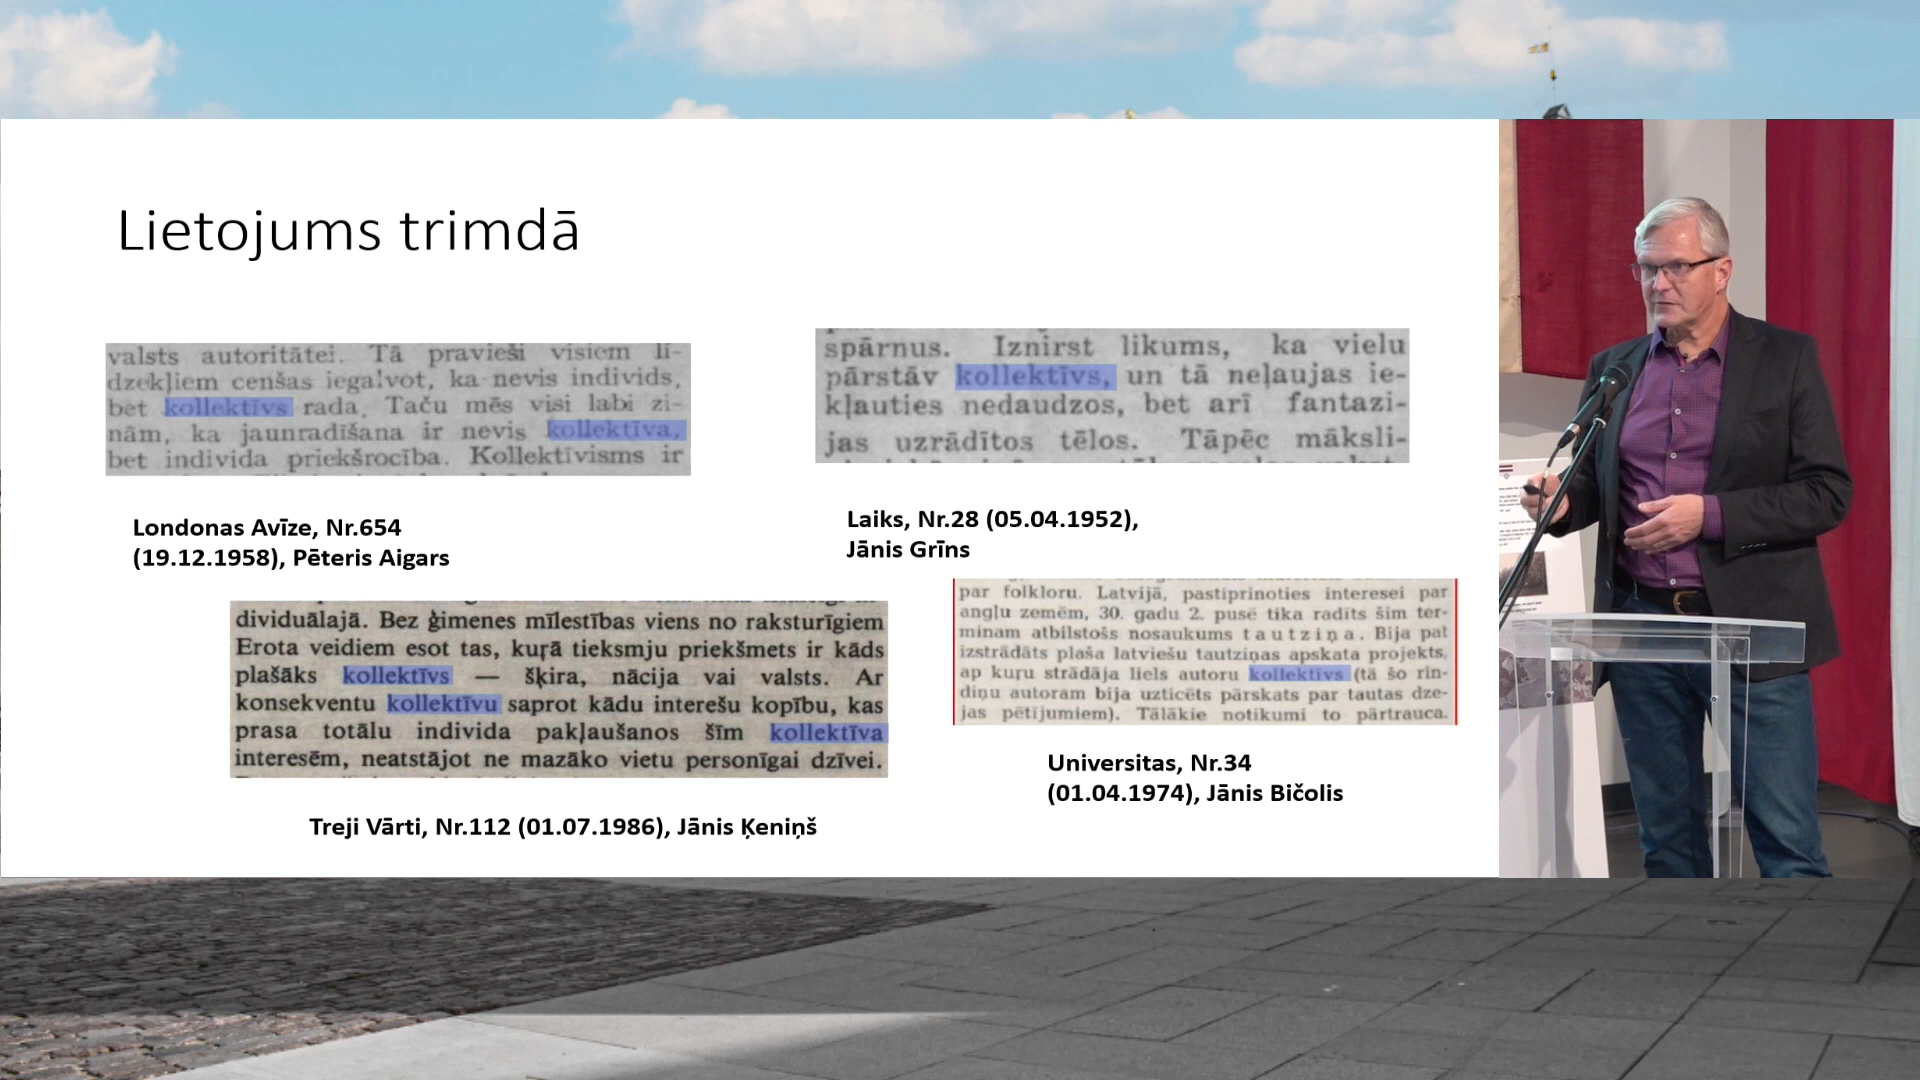 Lietojums trimdā
valsts autoritātei. Tā pravieši visiem lī-
dzekļiem cenšas iegalvot, ka nevis individs,
bet kollektīvs rada. Taču mēs visi labi zi-
nām, ka jaunradīšana ir nevis kollektīva,
bet individa priekšrocība. Kollektīvisms ir
Londonas Avīze, Nr.654
(19.12.1958), Pēteris Aigars
spārnus. Iznirst likums, ka vielu
pārstāv kollektīvs, un tā neļaujas ie-
kļauties nedaudzos, bet arī fantazi-
jas uzrādītos tēlos. Tāpēc māksli-
Laiks, Nr.28 (05.04.1952),
Jānis Grīns
dividuālajā. Bez ģimenes mīlestības viens no raksturīgiem
Erota veidiem esot tas, kuŗā tieksmju priekšmets ir kāds
plašāks kollektīvs — šķira, nācija vai valsts. Ar
konsekventu kollektīvu saprot kādu interešu kopību, kas
prasa totālu individa pakļaušanos šīm kollektīva
interesēm, neatstājot ne mazāko vietu personīgai dzīvei.
Treji Vārti, Nr.112 (01.07.1986), Jānis Ķeniņš
par folkloru. Latvijā, pastiprinoties interesei par
angļu zemēm, 30. gadu 2. pusē tika radīts šim ter-
minam atbilstošs nosaukums tautziņa. Bija pat
izstrādāts plaša latviešu tautziņas apskata projekts,
ap kuŗu strādāja liels autoru kollektīvs (tā šo rin-
diņu autoram bija uzticēts pārskats par tautas dze-
jas pētījumiem). Tālākie notikumi to pārtrauca.
Universitas, Nr.34
(01.04.1974), Jānis Bičolis